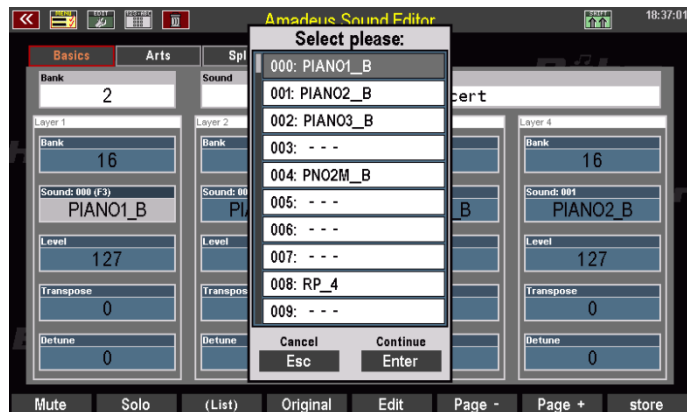 MENU
EDIT
Amadeus Sound Editor
SHIFT
18:37:01
Basics
Arts
Spl
Bank
2
Sound
cert
Layer 1
Bank
16
Sound: 000 (F3)
PIANO1_B
Level
127
Transpose
0
Detune
0
Layer 2
Bank
Sound: 00
PI
Level
Transpos
Detune
Select please:
000: PIANO1_B
001: PIANO2_B
002: PIANO3_B
003: - - -
004: PNO2M_B
005: - - -
006: - - -
007: - - -
008: RP_4
009: - - -
Cancel
Esc
Continue
Enter
_B
Layer 4
Bank
16
Sound: 001
PIANO2_B
Level
127
Transpose
0
Detune
0
Mute
Solo
(List)
Original
Edit
Page -
Page +
store